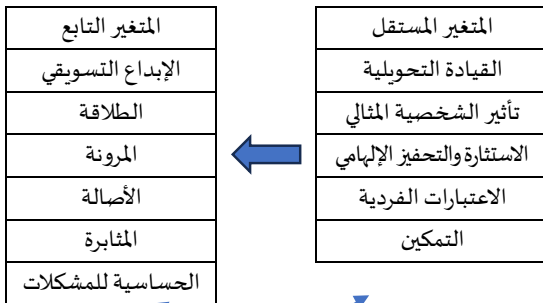 المتغير المستقل
القيادة التحويلية
تأثير الشخصية المثالي
الاستثارة والتحفيز الإلهامي
الاعتبارات الفردية
التمكين
المتغير التابع
الإبداع التسويقي
الطلاقة
المرونة
الأصالة
المثابرة
الحساسية للمشكلات